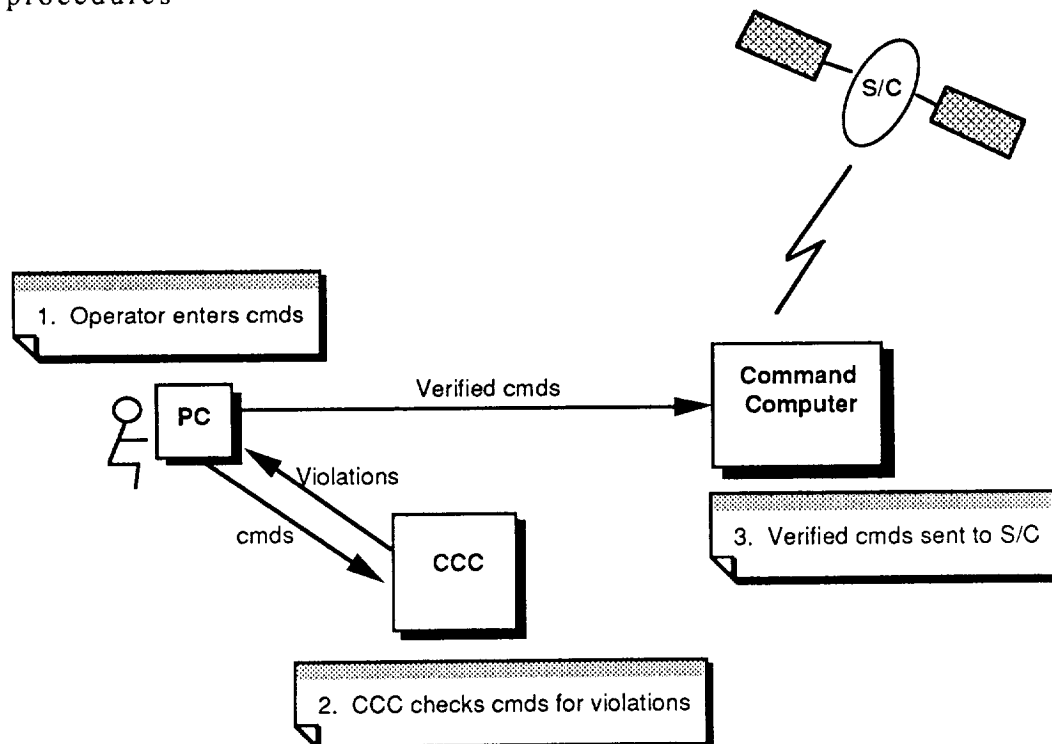 procedures
S/C
1. Operator enters cmds
PC
Verified cmds
Command
Computer
Violations
cmds
CCC
3. Verified cmds sent to S/C
2. CCC checks cmds for violations